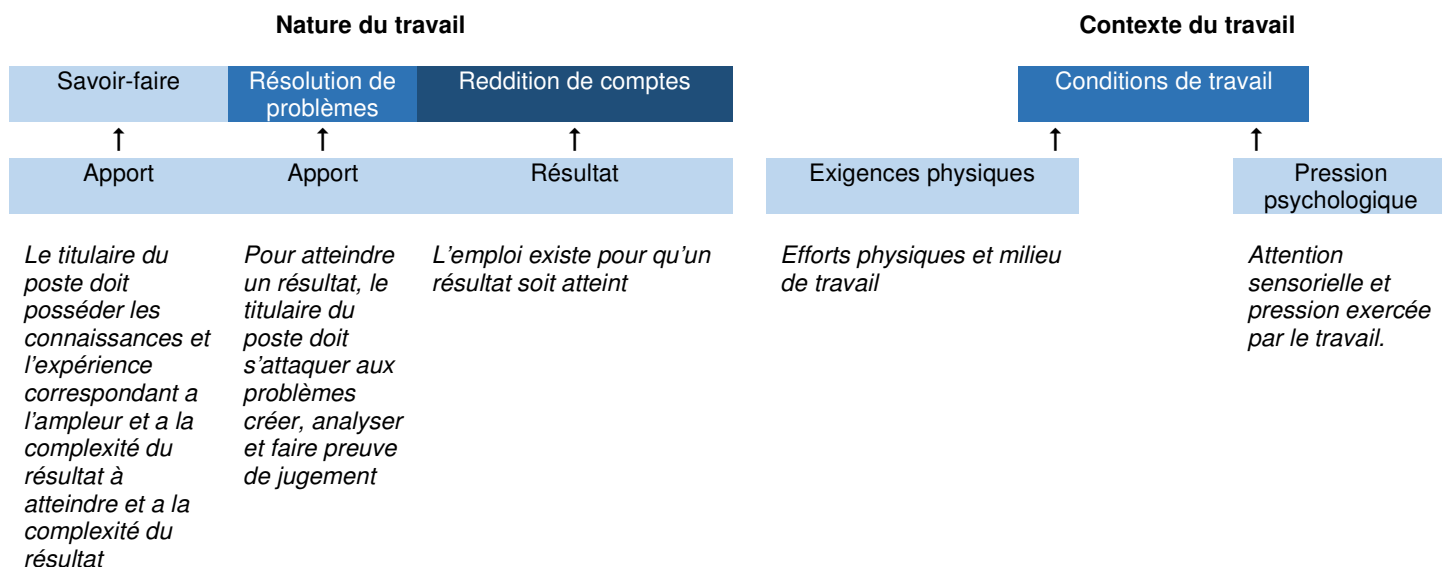 Nature du travail
Contexte du travail
Savoir-faire
Résolution de
problèmes
Reddition de comptes
Conditions de travail
↑
↑
↑
↑
↑
Apport
Apport
Résultat
Exigences physiques
Pression
psychologique
Le titulaire du
poste doit
posséder les
connaissances et
l'expérience
correspondant a
l'ampleur et a la
complexité du
résultat à
atteindre et a la
complexité du
résultat
Pour atteindre
un résultat, le
titulaire du
poste doit
s'attaquer aux
problèmes
créer, analyser
et faire preuve
de jugement
L'emploi existe pour qu'un
résultat soit atteint
Efforts physiques et milieu
de travail
Attention
sensorielle et
pression exercée
par le travail.